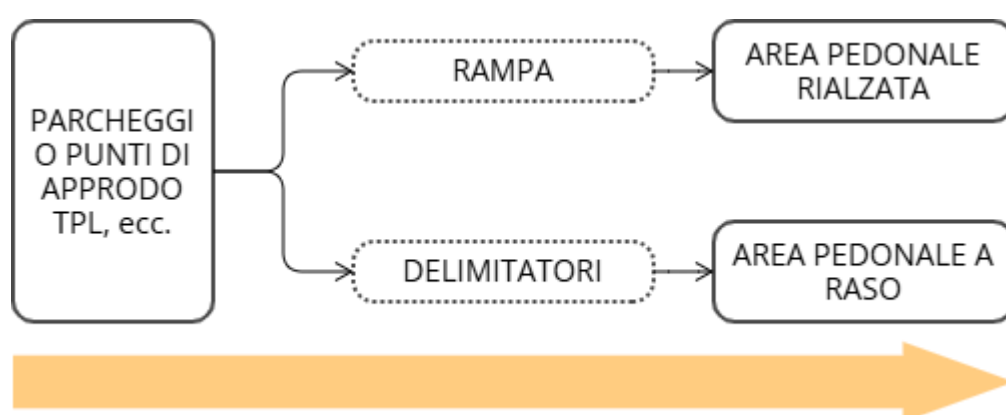 PARCHEGGI
O PUNTI DI
APPRODO
TPL, ecc.
RAMPA
AREA PEDONALE
RIALZATA
DELIMITATORI
AREA PEDONALE A
RASO